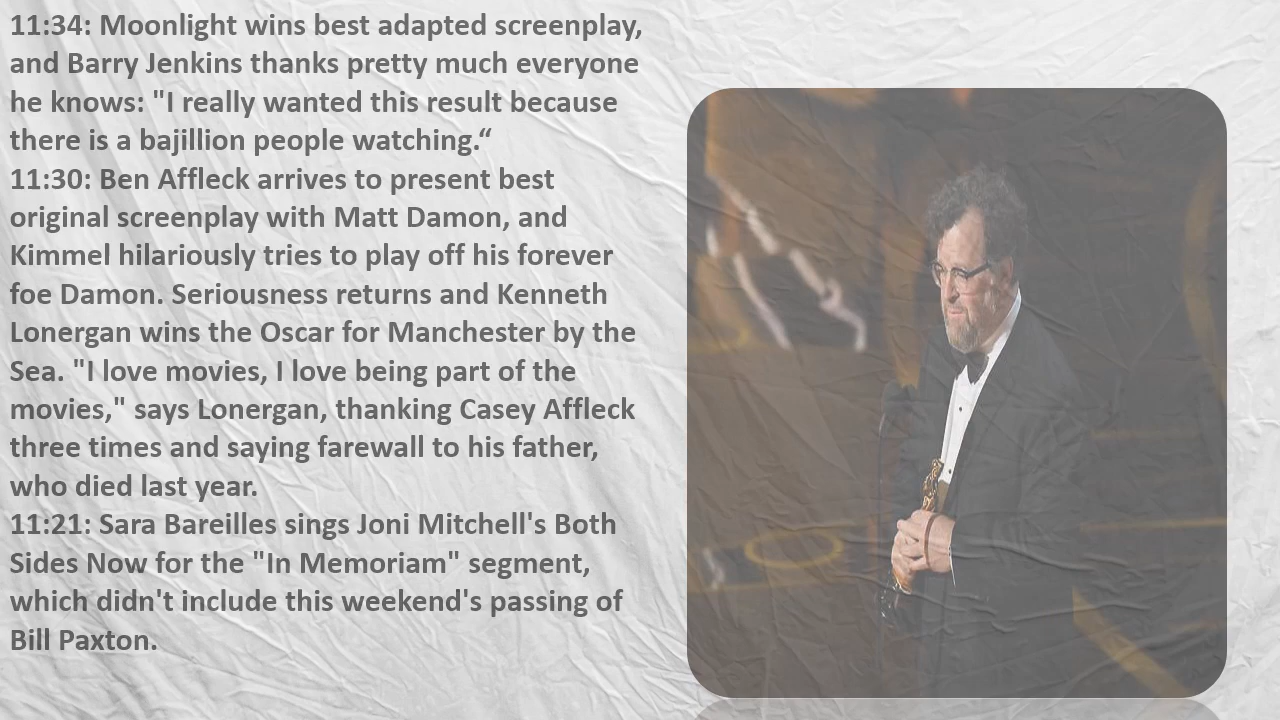 11:34: Moonlight wins best adapted screenplay,
and Barry Jenkins thanks pretty much everyone
he knows: "I really wanted this result because
there is a bajillion people watching.“
11:30: Ben Affleck arrives to present best
original screenplay with Matt Damon, and
Kimmel hilariously tries to play off his forever
foe Damon. Seriousness returns and Kenneth
Lonergan wins the Oscar for Manchester by the
Sea. "I love movies, I love being part of the
movies," says Lonergan, thanking Casey Affleck
three times and saying farewall to his father,
who died last year.
11:21: Sara Bareilles sings Joni Mitchell's Both
Sides Now for the "In Memoriam" segment,
which didn't include this weekend's passing of
Bill Paxton.